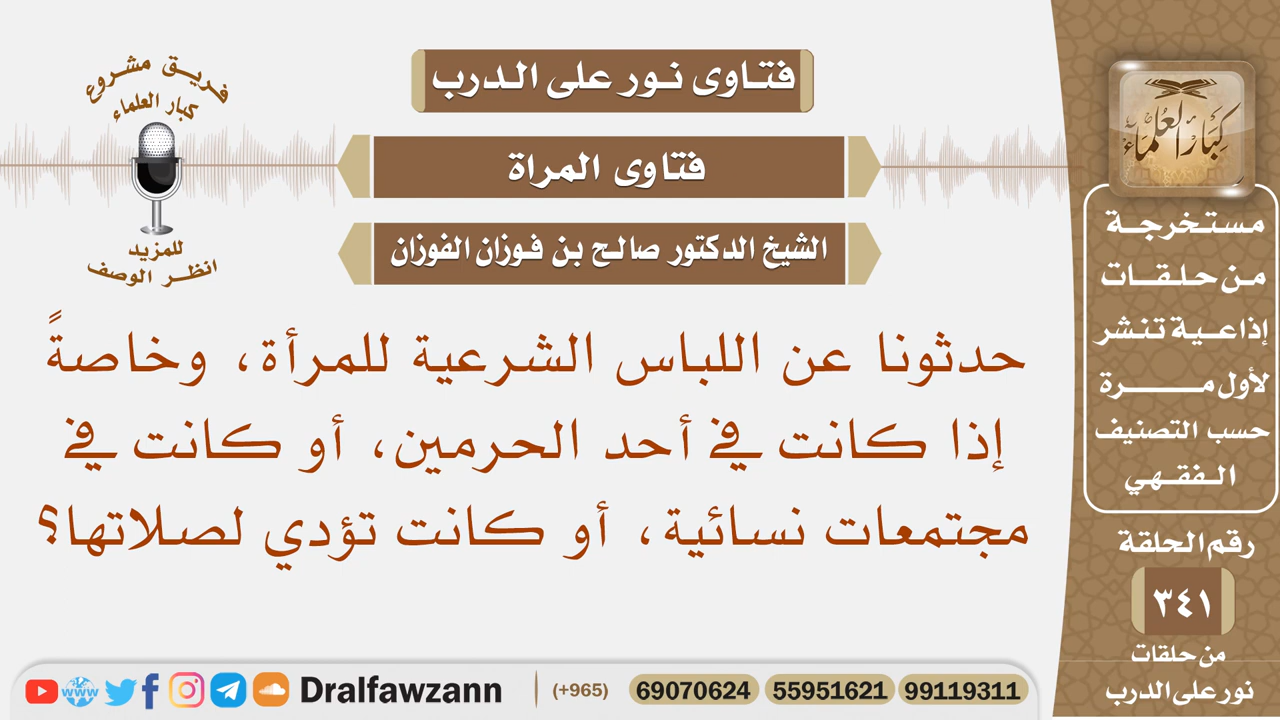 فتاوى نور على الدرب
فتاوى المراة
الشيخ الدكتور صالح بن فوزان الفوزان
حدثونا عن اللباس الشرعية للمرأة، وخاصةً
إذا كانت في أحد الحرمين، أو كانت في
مجتمعات نسائية، أو كانت تؤدي لصلاتها؟
فريق مشروع
كبار العلماء
للمزيد
انظر الوصف
كبار العلماء
مستخرجة
من حلقات
إذاعية تنشر
لأول مرة
حسب التصنيف
الفقهي
رقم الحلقة
٣٤١
من حلقات
نور على الدرب
www
Dralfawzann
(+965)
69070624
55951621
99119311